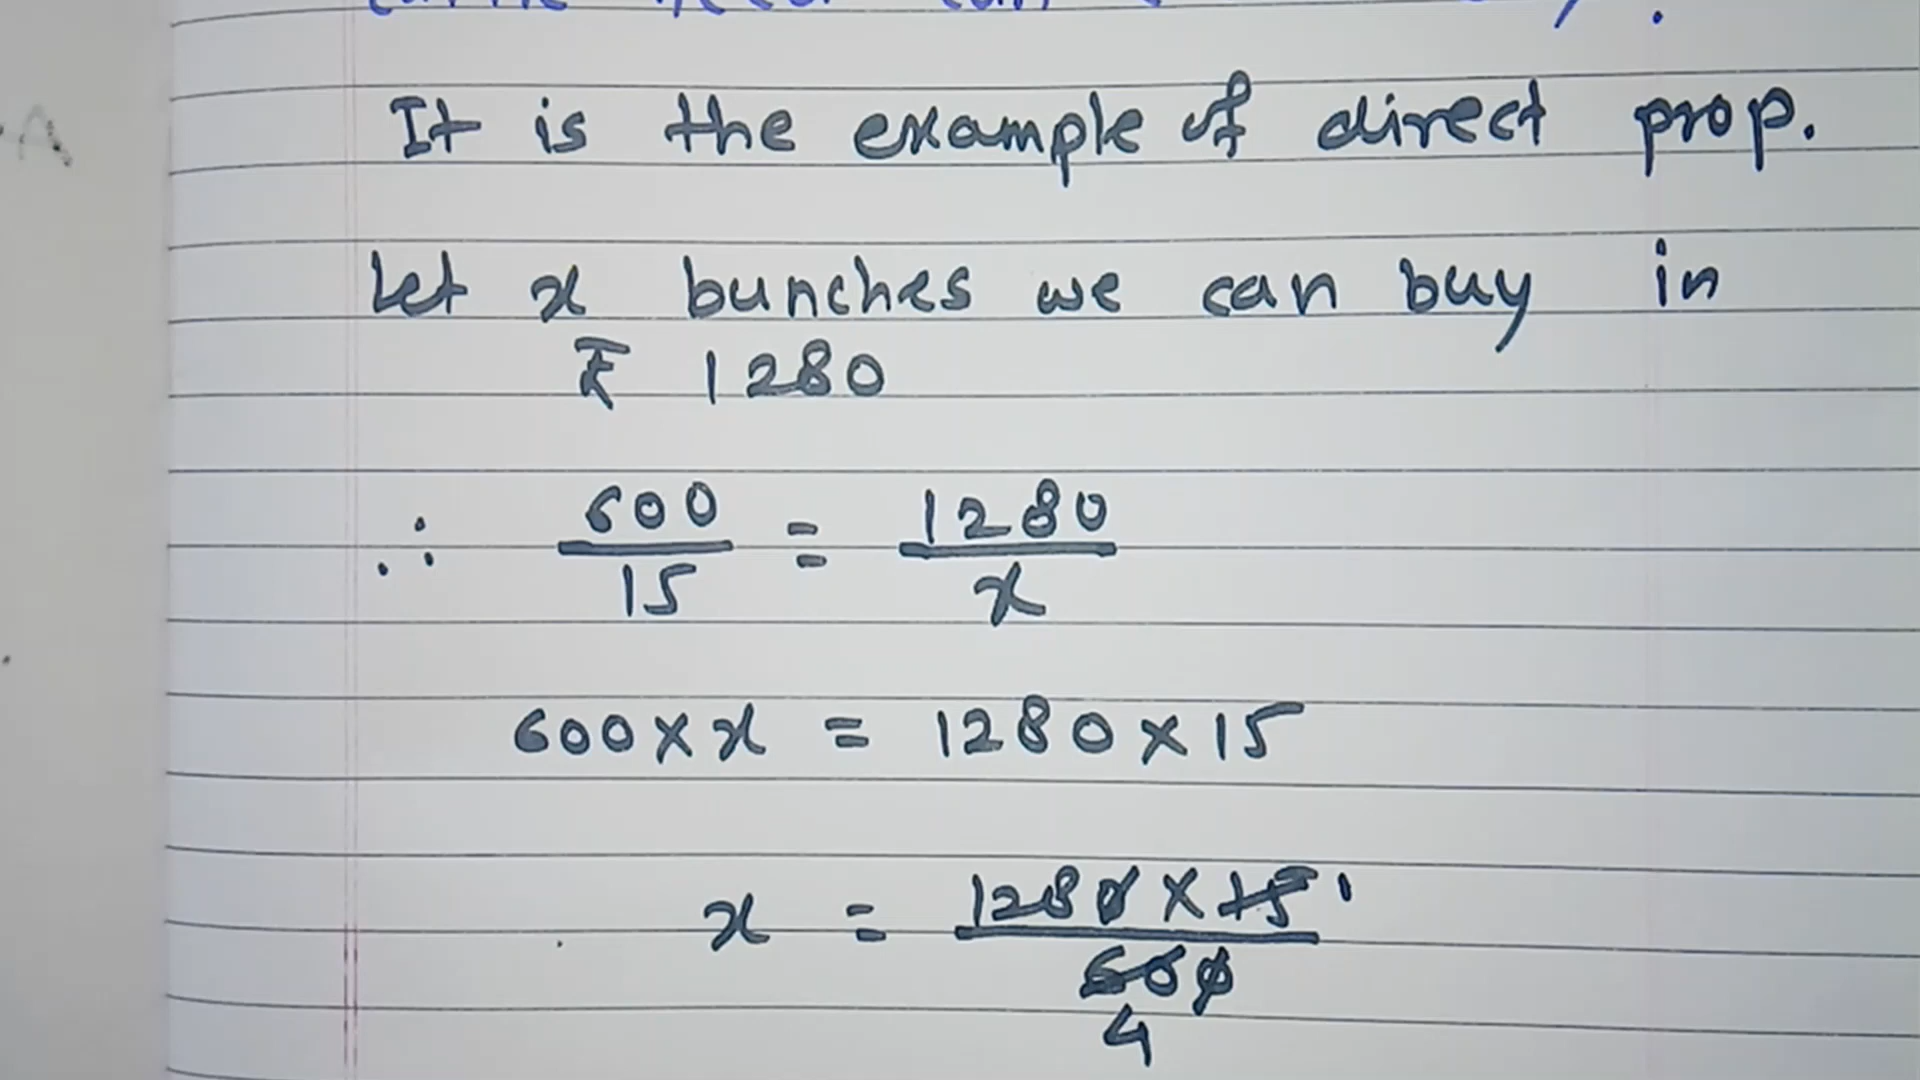 It is the example of direct prop.
Let x bunches we can buy in
₹ 1280
∴ 600/15 = 1280/x
600 × x = 1280 × 15
x = 1280 × 15 1 / 600
4